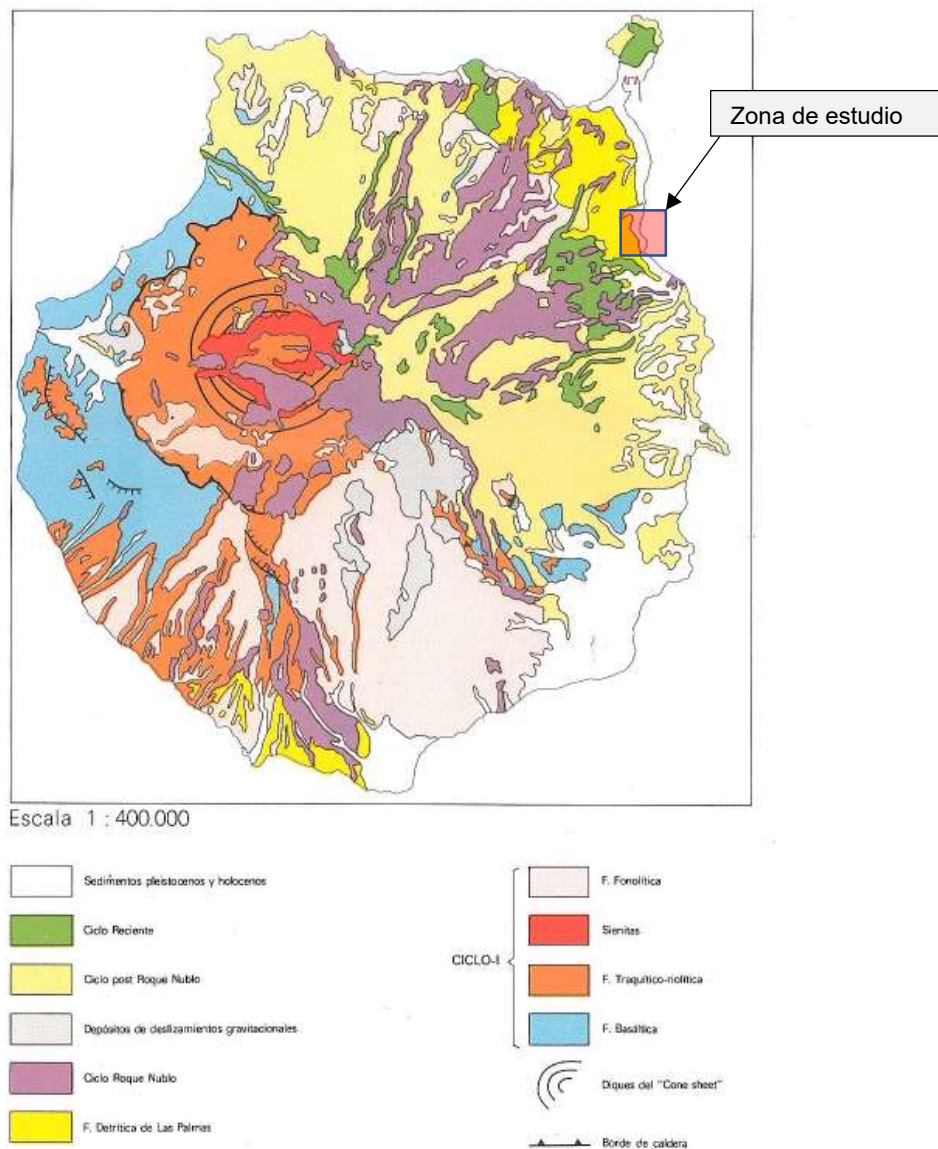 Zona de estudio
Escala 1 : 400.000
Sedimentos pleistocenos y holocenos
Ciclo Reciente
Ciclo post Roque Nublo
Depósitos de deslizamientos gravitacionales
Ciclo Roque Nublo
F. Detrítica de Las Palmas
CICLO-I
F. Fonolítica
Sienitas
F. Traquítico-riolítica
F. Basáltica
Diques del "Cone sheet"
Borde de caldera